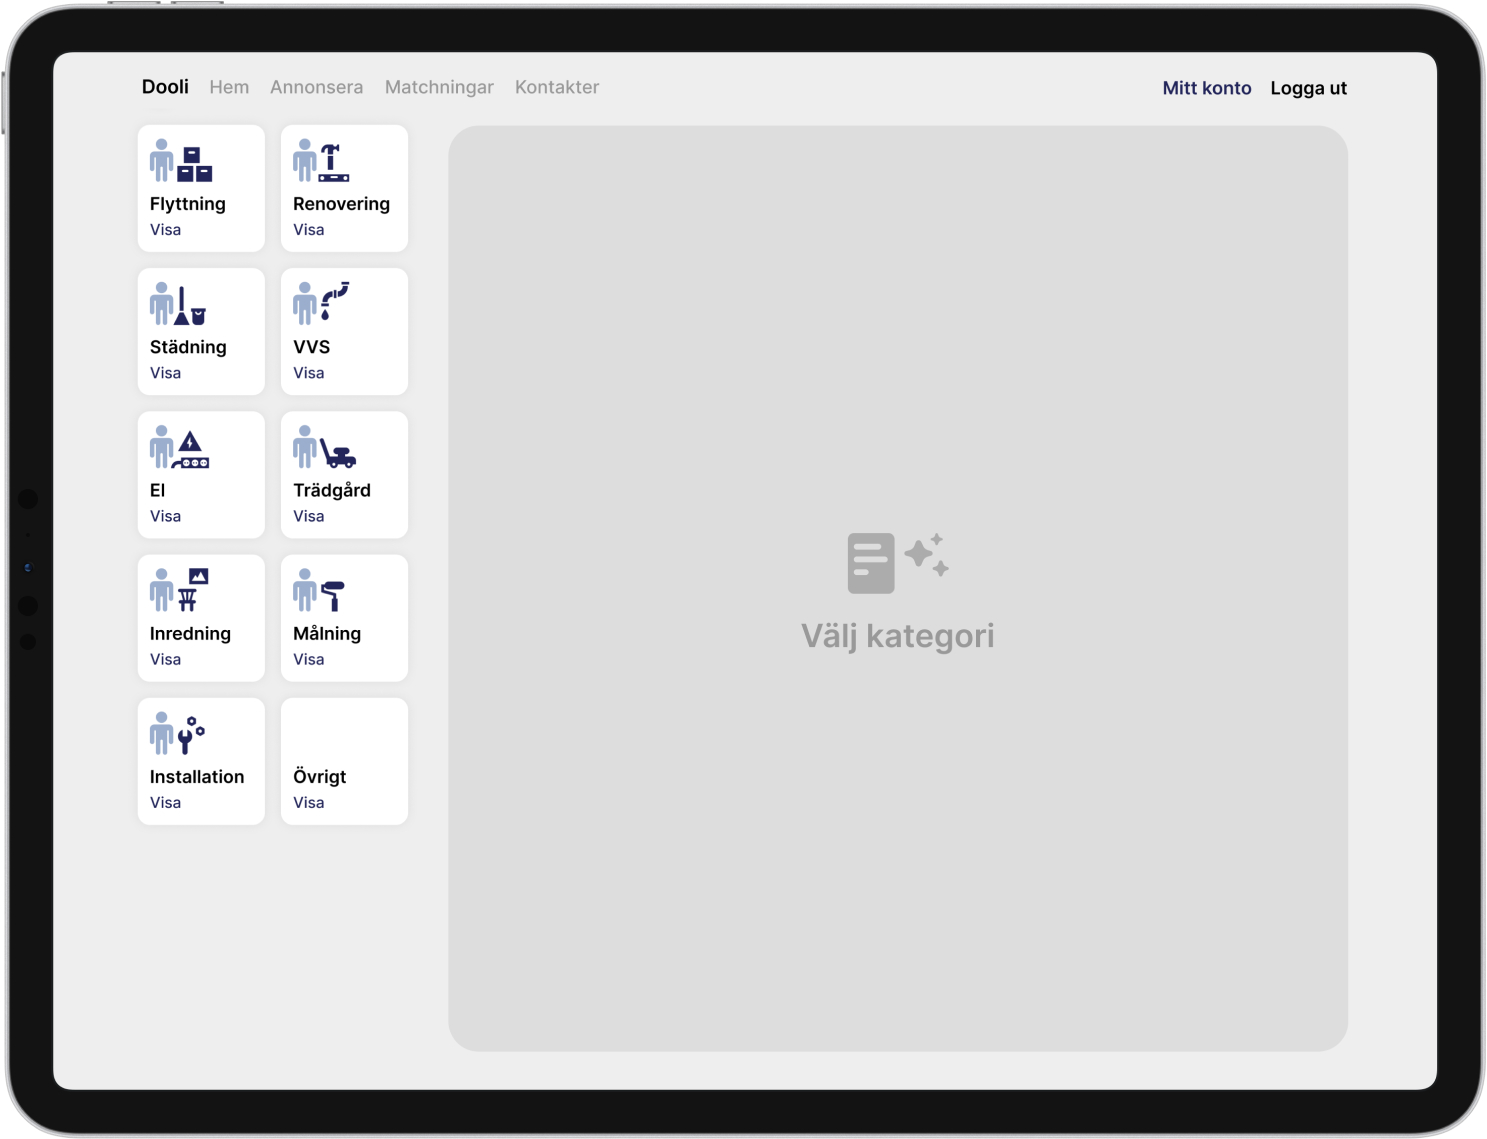 Dooli Hem Annonsera Matchningar Kontakter Mitt konto Logga ut
Flyttning
Visa
Renovering
Visa
Städning
Visa
VVS
Visa
El
Visa
Trädgård
Visa
Inredning
Visa
Målning
Visa
Installation
Visa
Övrigt
Visa
Välj kategori